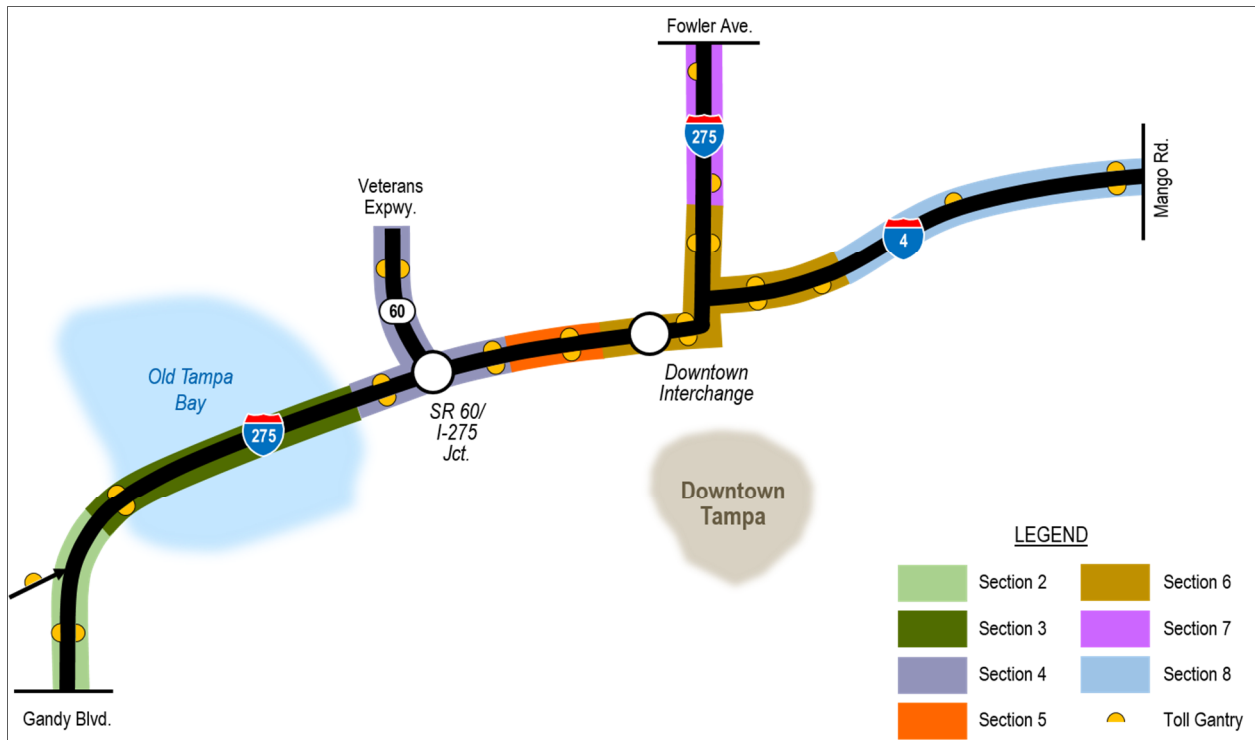 Fowler Ave.
275
Mango Rd.
Veterans
Expwy.
4
60
Old Tampa
Bay
275
SR 60/
I-275
Jct.
Downtown
Interchange
Downtown
Tampa
Gandy Blvd.
LEGEND
Section 2
Section 6
Section 3
Section 7
Section 4
Section 8
Section 5
Toll Gantry